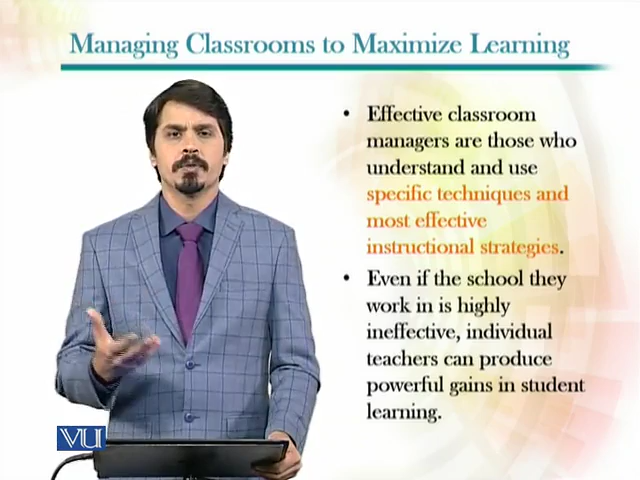 Managing Classrooms to Maximize Learning
• Effective classroom
managers are those who
understand and use
specific techniques and
most effective
instructional strategies.
• Even if the school they
work in is highly
ineffective, individual
teachers can produce
powerful gains in student
learning.
VU